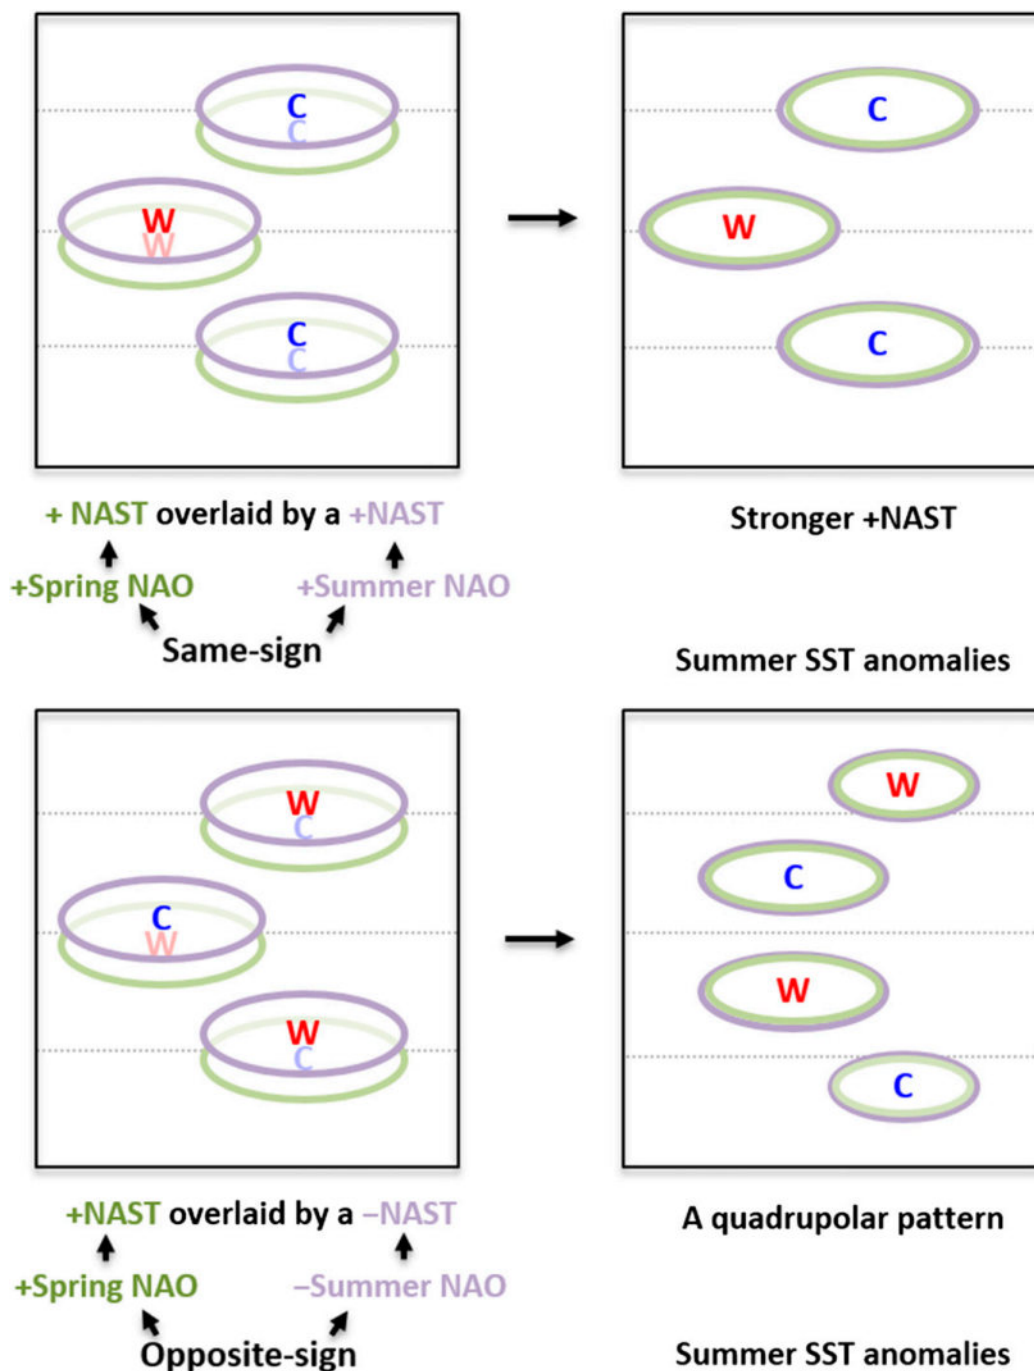 C
C
W
W
C
C
C
W
C
+ NAST overlaid by a +NAST
+Spring NAO +Summer NAO
Same-sign
Stronger +NAST
Summer SST anomalies
W
C
C
W
W
C
W
C
W
C
+NAST overlaid by a –NAST
+Spring NAO –Summer NAO
Opposite-sign
A quadrupolar pattern
Summer SST anomalies